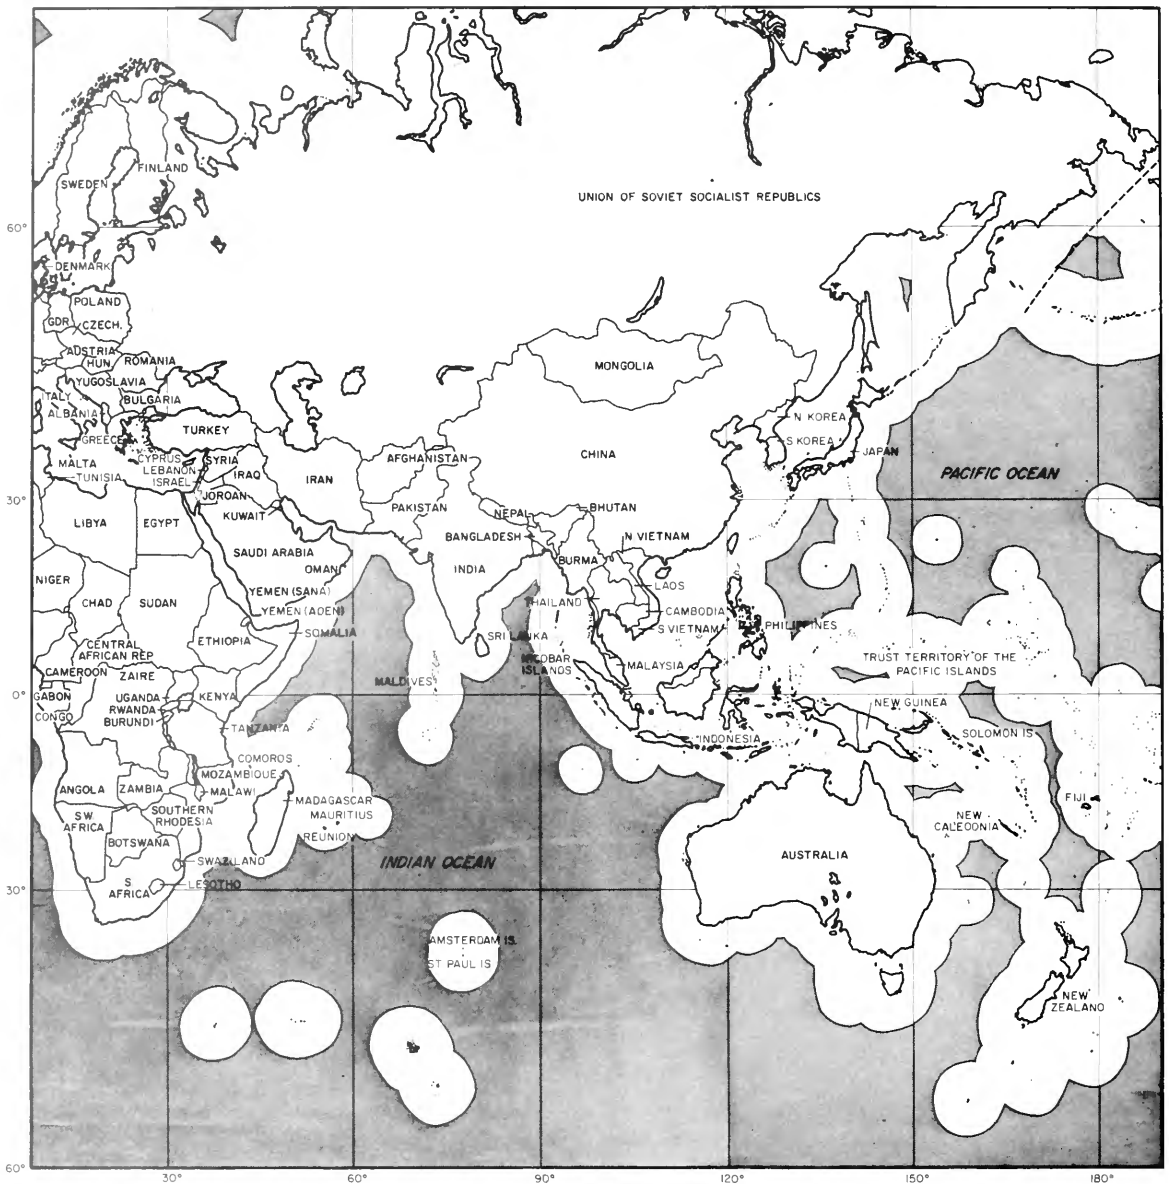 FINLAND
SWEDEN
UNION OF SOVIET SOCIALIST REPUBLICS
60°
DENMARK
POLAND
GDR
CZECH.
AUSTRIA
HUN.
ROMANIA
MONGOLIA
YUGOSLAVIA
ITALY
BULGARIA
ALBANIA
N KOREA
TURKEY
GREECE
S KOREA
JAPAN
CYPRUS
SYRIA
AFGHANISTAN
CHINA
MALTA
LEBANON
IRAQ
IRAN
PACIFIC OCEAN
TUNISIA
ISRAEL
JOROAN
30°
PAKISTAN
NEPAL
BHUTAN
KUWAIT
LIBYA
EGYPT
BANGLADESH
N VIETNAM
SAUDI ARABIA
BURMA
OMAN
INDIA
NIGER
LAOS
YEMEN (SANA)
CHAD
SUDAN
THAILAND
YEMEN (AOEN)
CAMBODIA
PHILIPPINES
S VIETNAM
SOMALIA
SRI LANKA
ETHIOPIA
CENTRAL
AFRICAN REP
NICOBAR
ISLANOS
TRUST TERRITORY OF THE
PACIFIC ISLANDS
MALAYSIA
CAMEROON
ZAIRE
MALDIVES
GABON
UGANDA
KENYA
0°
RWANDA
NEW GUINEA
CONGO
BURUNDI
TANZANIA
SOLOMON IS
INDONESIA
COMOROS
MOZAMBIQUE
ANGOLA
ZAMBIA
MALAWI
MADAGASCAR
FIJI
SOUTHERN
RHODESIA
MAURITIUS
S.W.
AFRICA
NEW
CALEOONIA
REUNION
BOTSWANA
AUSTRALIA
SWAZILANO
INDIAN OCEAN
S
AFRICA
LESOTHO
30°
AMSTERDAM IS.
ST PAUL IS
NEW
ZEALAND
60°
30°
60°
90°
120°
150°
180°